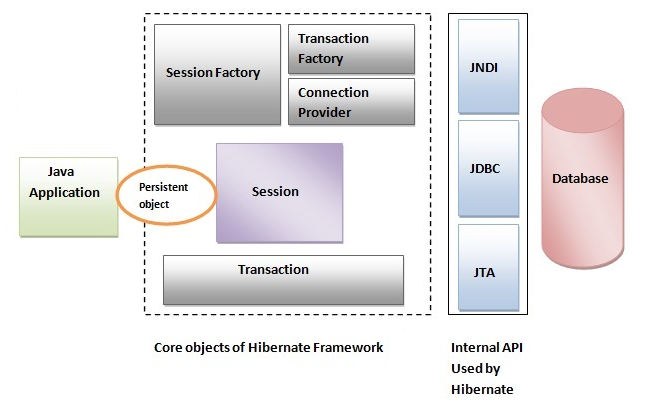 Session Factory
Transaction
Factory
Connection
Provider
JNDI
Java
Application
Persistent
object
Session
JDBC
Database
Transaction
JTA
Core objects of Hibernate Framework
Internal API
Used by
Hibernate